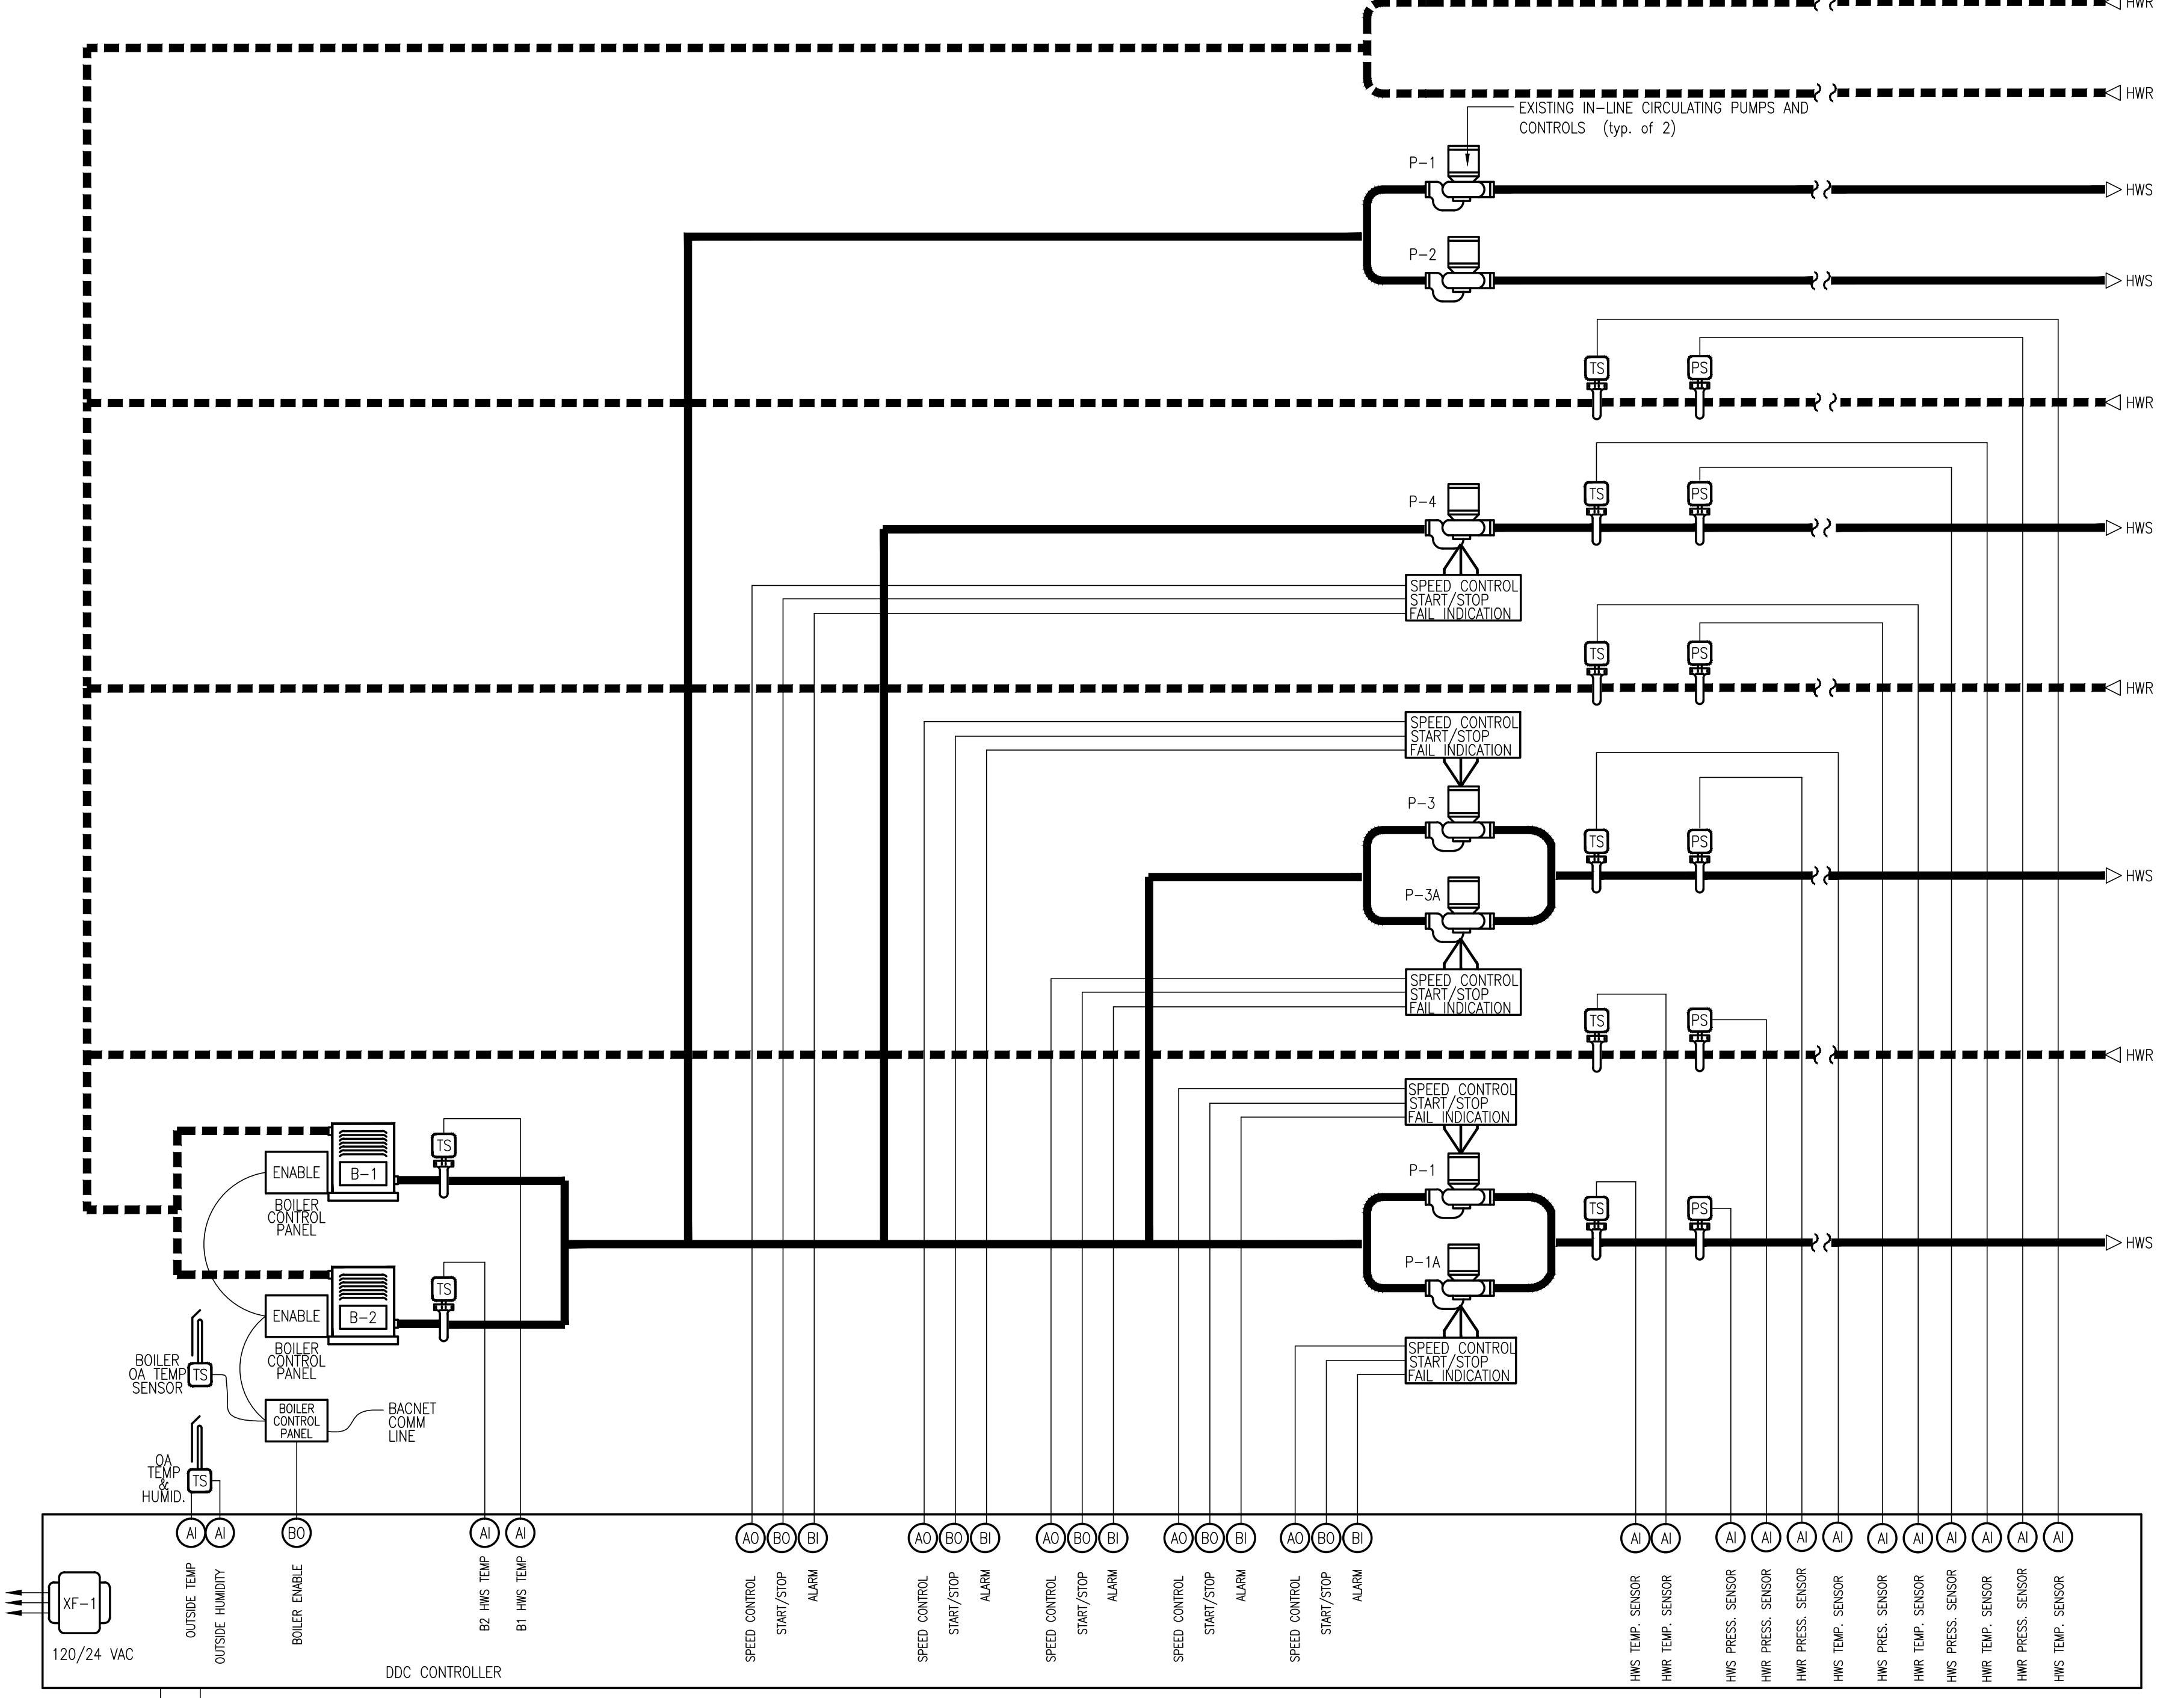 HWR
HWR
EXISTING IN-LINE CIRCULATING PUMPS AND
CONTROLS (typ. of 2)
P-1
HWS
P-2
HWS
TS
PS
HWR
TS
PS
P-4
HWS
SPEED CONTROL
START/STOP
FAIL INDICATION
TS
PS
HWR
SPEED CONTROL
START/STOP
FAIL INDICATION
P-3
TS
PS
HWS
P-3A
SPEED CONTROL
START/STOP
FAIL INDICATION
TS
PS
HWR
SPEED CONTROL
START/STOP
FAIL INDICATION
TS
ENABLE
B-1
BOILER
CONTROL
PANEL
P-1
TS
PS
HWS
P-1A
TS
ENABLE
B-2
BOILER
CONTROL
PANEL
SPEED CONTROL
START/STOP
FAIL INDICATION
BOILER
OA TEMP
SENSOR
TS
BOILER
CONTROL
PANEL
BACNET
COMM
LINE
OA
TEMP
&
HUMID.
TS
AI
AI
BO
AI
AI
AO
BO
BI
AO
BO
BI
AO
BO
BI
AO
BO
BI
AO
BO
BI
AI
AI
AI
AI
AI
AI
AI
AI
AI
AI
AI
AI
OUTSIDE TEMP
OUTSIDE HUMIDITY
BOILER ENABLE
B2 HWS TEMP
B1 HWS TEMP
SPEED CONTROL
START/STOP
ALARM
SPEED CONTROL
START/STOP
ALARM
SPEED CONTROL
START/STOP
ALARM
SPEED CONTROL
START/STOP
ALARM
SPEED CONTROL
START/STOP
ALARM
HWS TEMP. SENSOR
HWR TEMP. SENSOR
HWS PRESS. SENSOR
HWR PRESS. SENSOR
HWR PRESS. SENSOR
HWS TEMP. SENSOR
HWS PRES. SENSOR
HWR TEMP. SENSOR
HWS PRESS. SENSOR
HWR TEMP. SENSOR
HWR PRESS. SENSOR
HWS TEMP. SENSOR
XF-1
120/24 VAC
DDC CONTROLLER